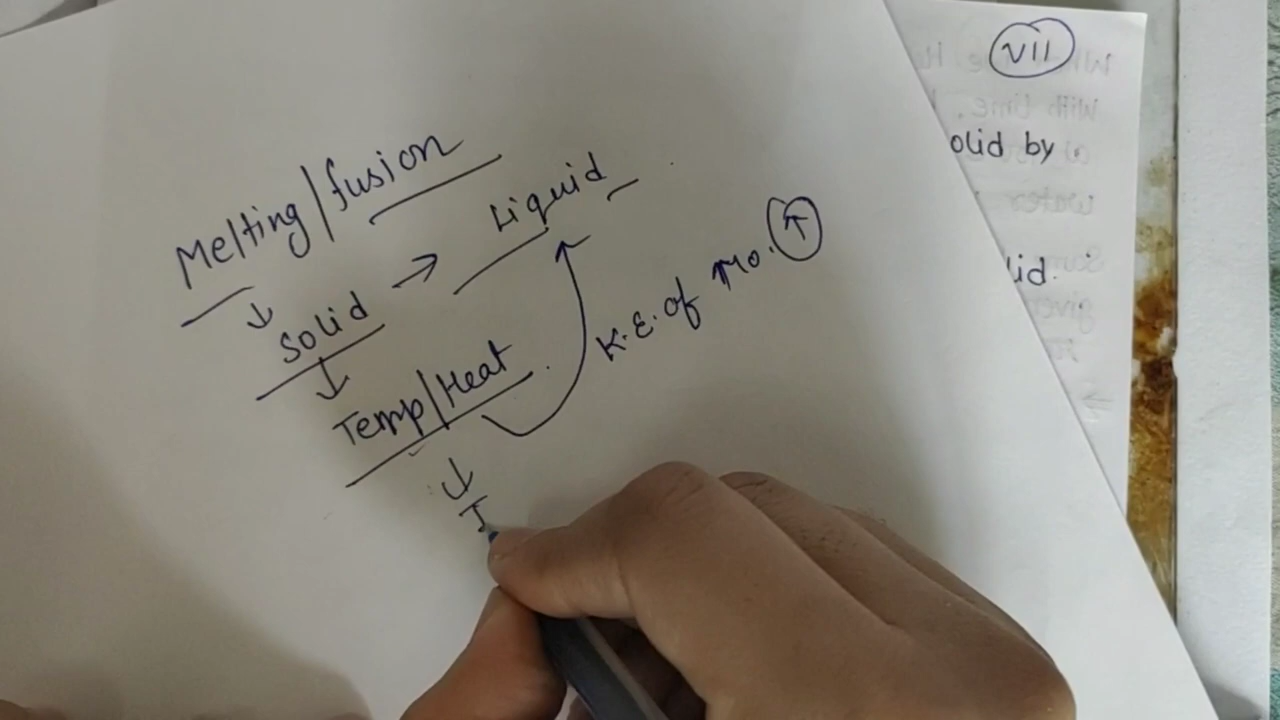 VII
Melting/fusion
↓
Solid → Liquid
↓
Temp/Heat
K.E. of mo. ↑
↓
I
olid by
lid.